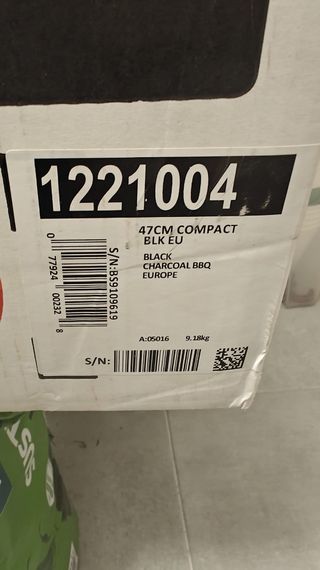 1221004
47CM COMPACT
BLK EU
BLACK
CHARCOAL BBQ
EUROPE
A:05016 9.18kg
S/N:
S/N:BS9109619
0 77924 00232 8